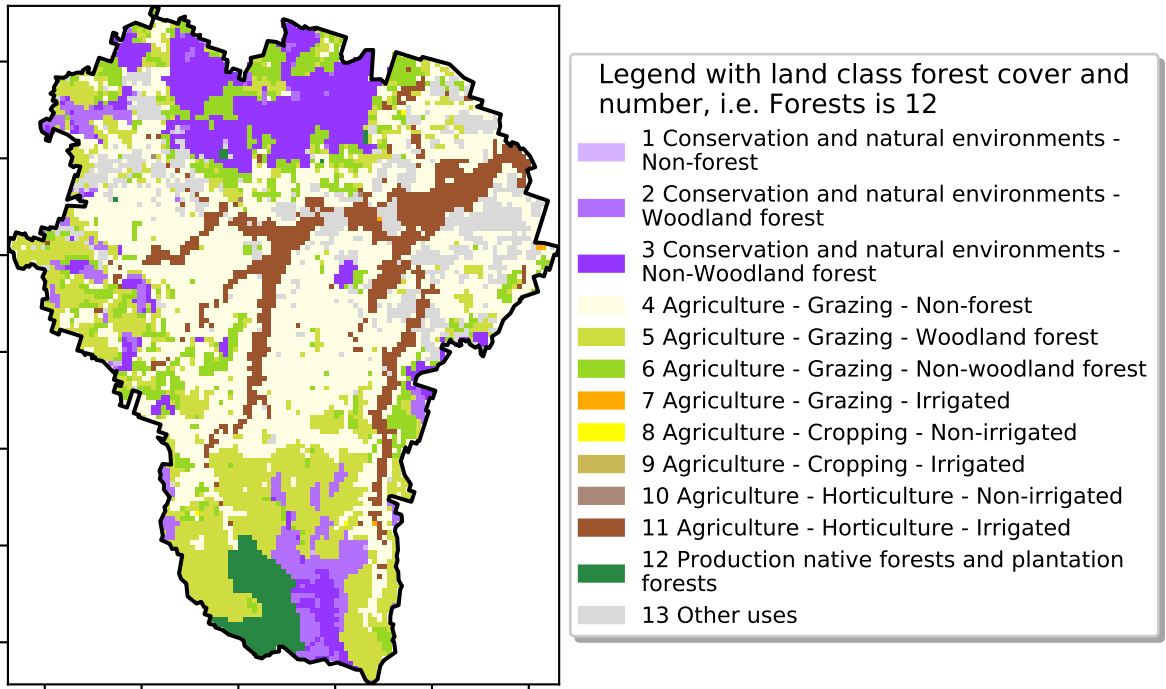 Legend with land class forest cover and
number, i.e. Forests is 12
1 Conservation and natural environments -
Non-forest
2 Conservation and natural environments -
Woodland forest
3 Conservation and natural environments -
Non-Woodland forest
4 Agriculture - Grazing - Non-forest
5 Agriculture - Grazing - Woodland forest
6 Agriculture - Grazing - Non-woodland forest
7 Agriculture - Grazing - Irrigated
8 Agriculture - Cropping - Non-irrigated
9 Agriculture - Cropping - Irrigated
10 Agriculture - Horticulture - Non-irrigated
11 Agriculture - Horticulture - Irrigated
12 Production native forests and plantation
forests
13 Other uses